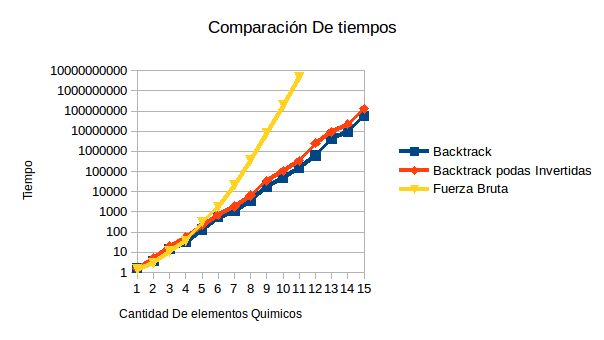 Comparación De tiempos
10000000000
1000000000
100000000
10000000
1000000
100000
10000
1000
100
10
1
Tiempo
1 2 3 4 5 6 7 8 9 10 11 12 13 14 15
Cantidad De elementos Quimicos
Backtrack
Backtrack podas Invertidas
Fuerza Bruta